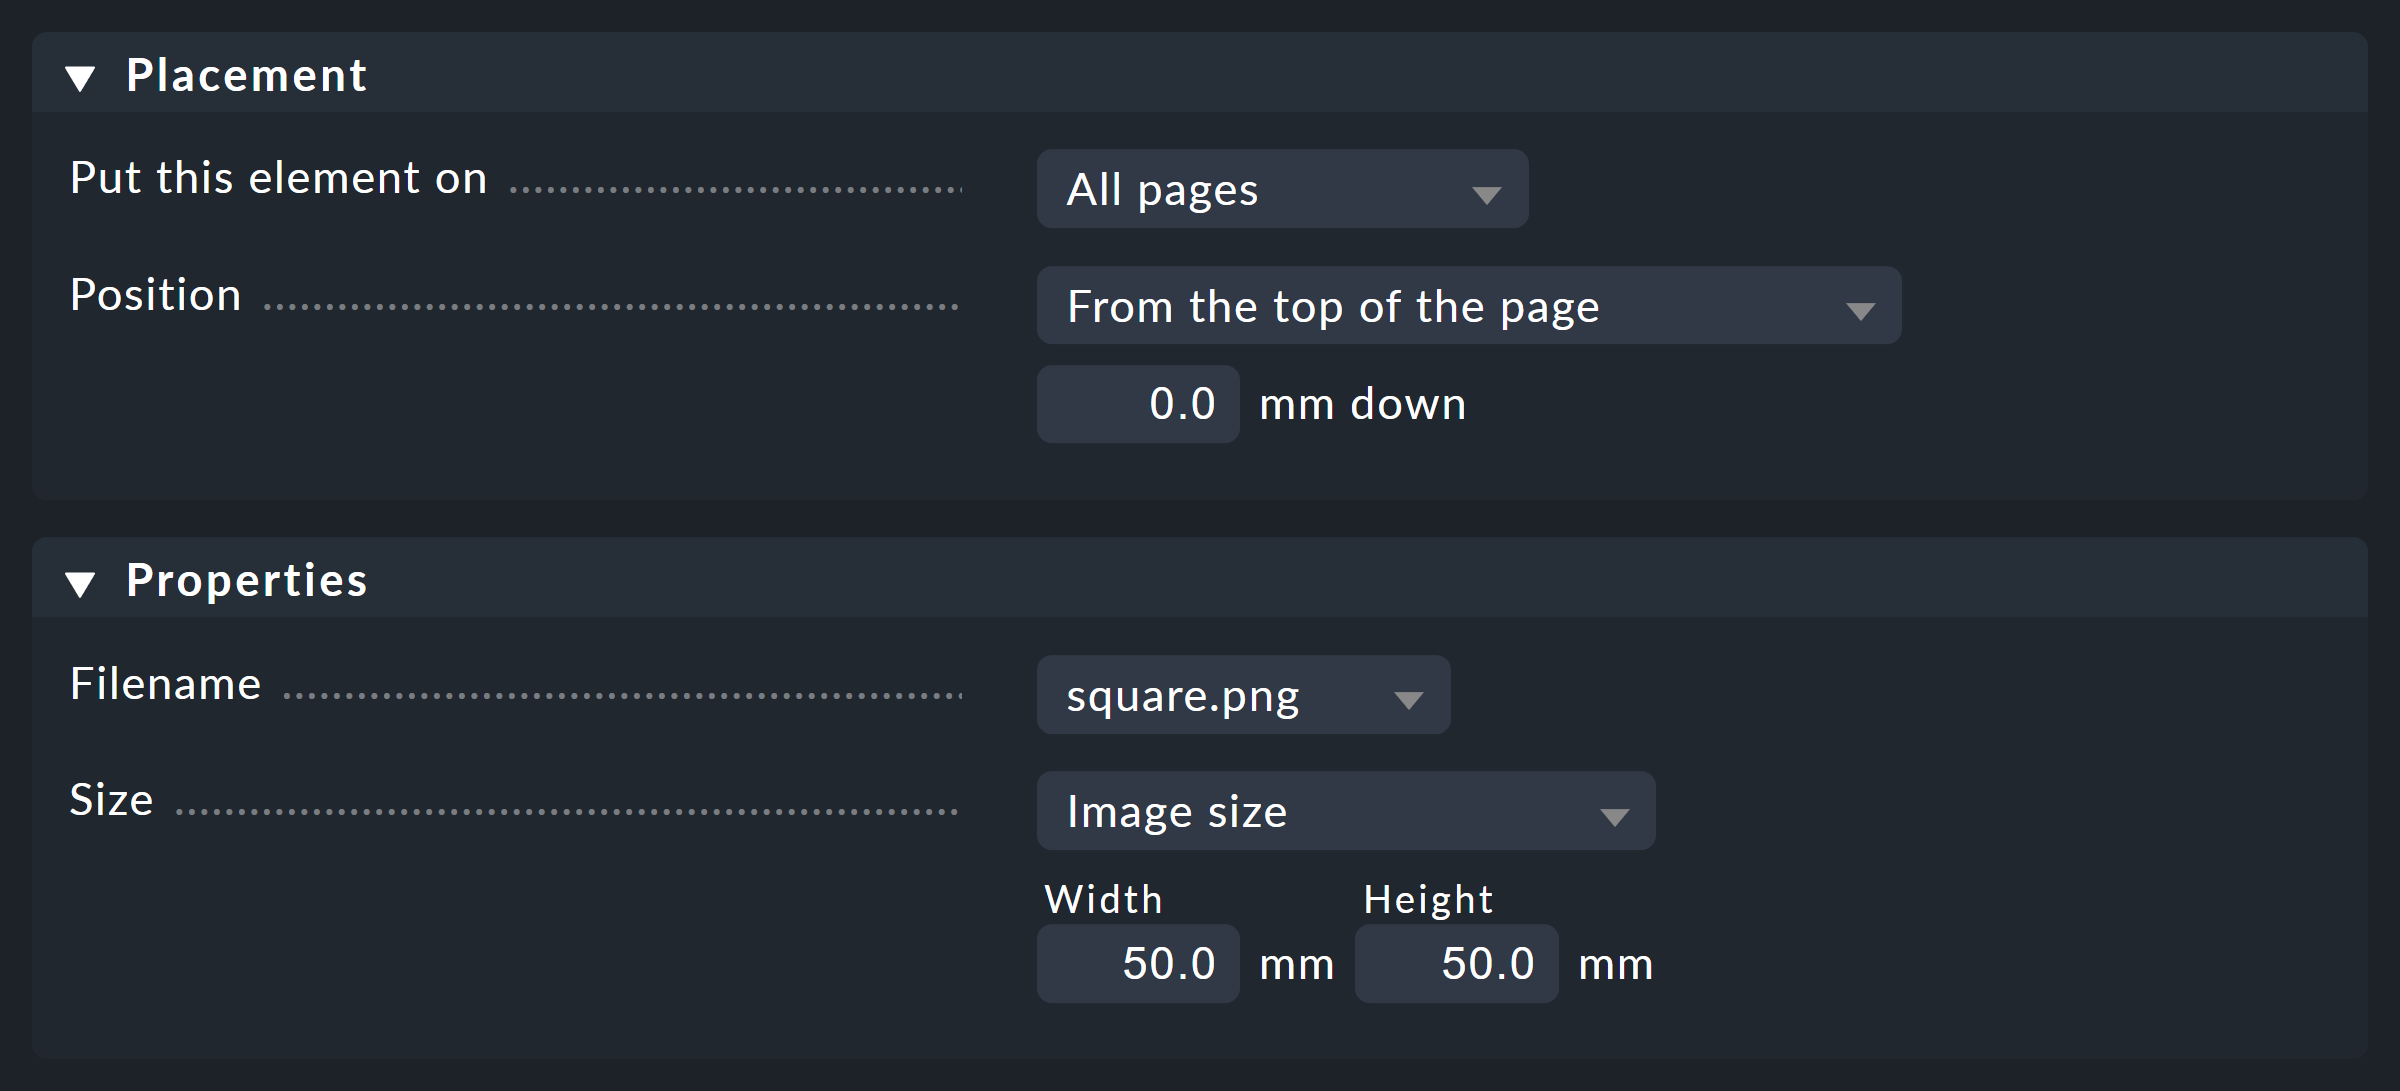 Placement
Put this element on All pages
Position From the top of the page
0.0 mm down
Properties
Filename square.png
Size Image size
Width Height
50.0 mm 50.0 mm